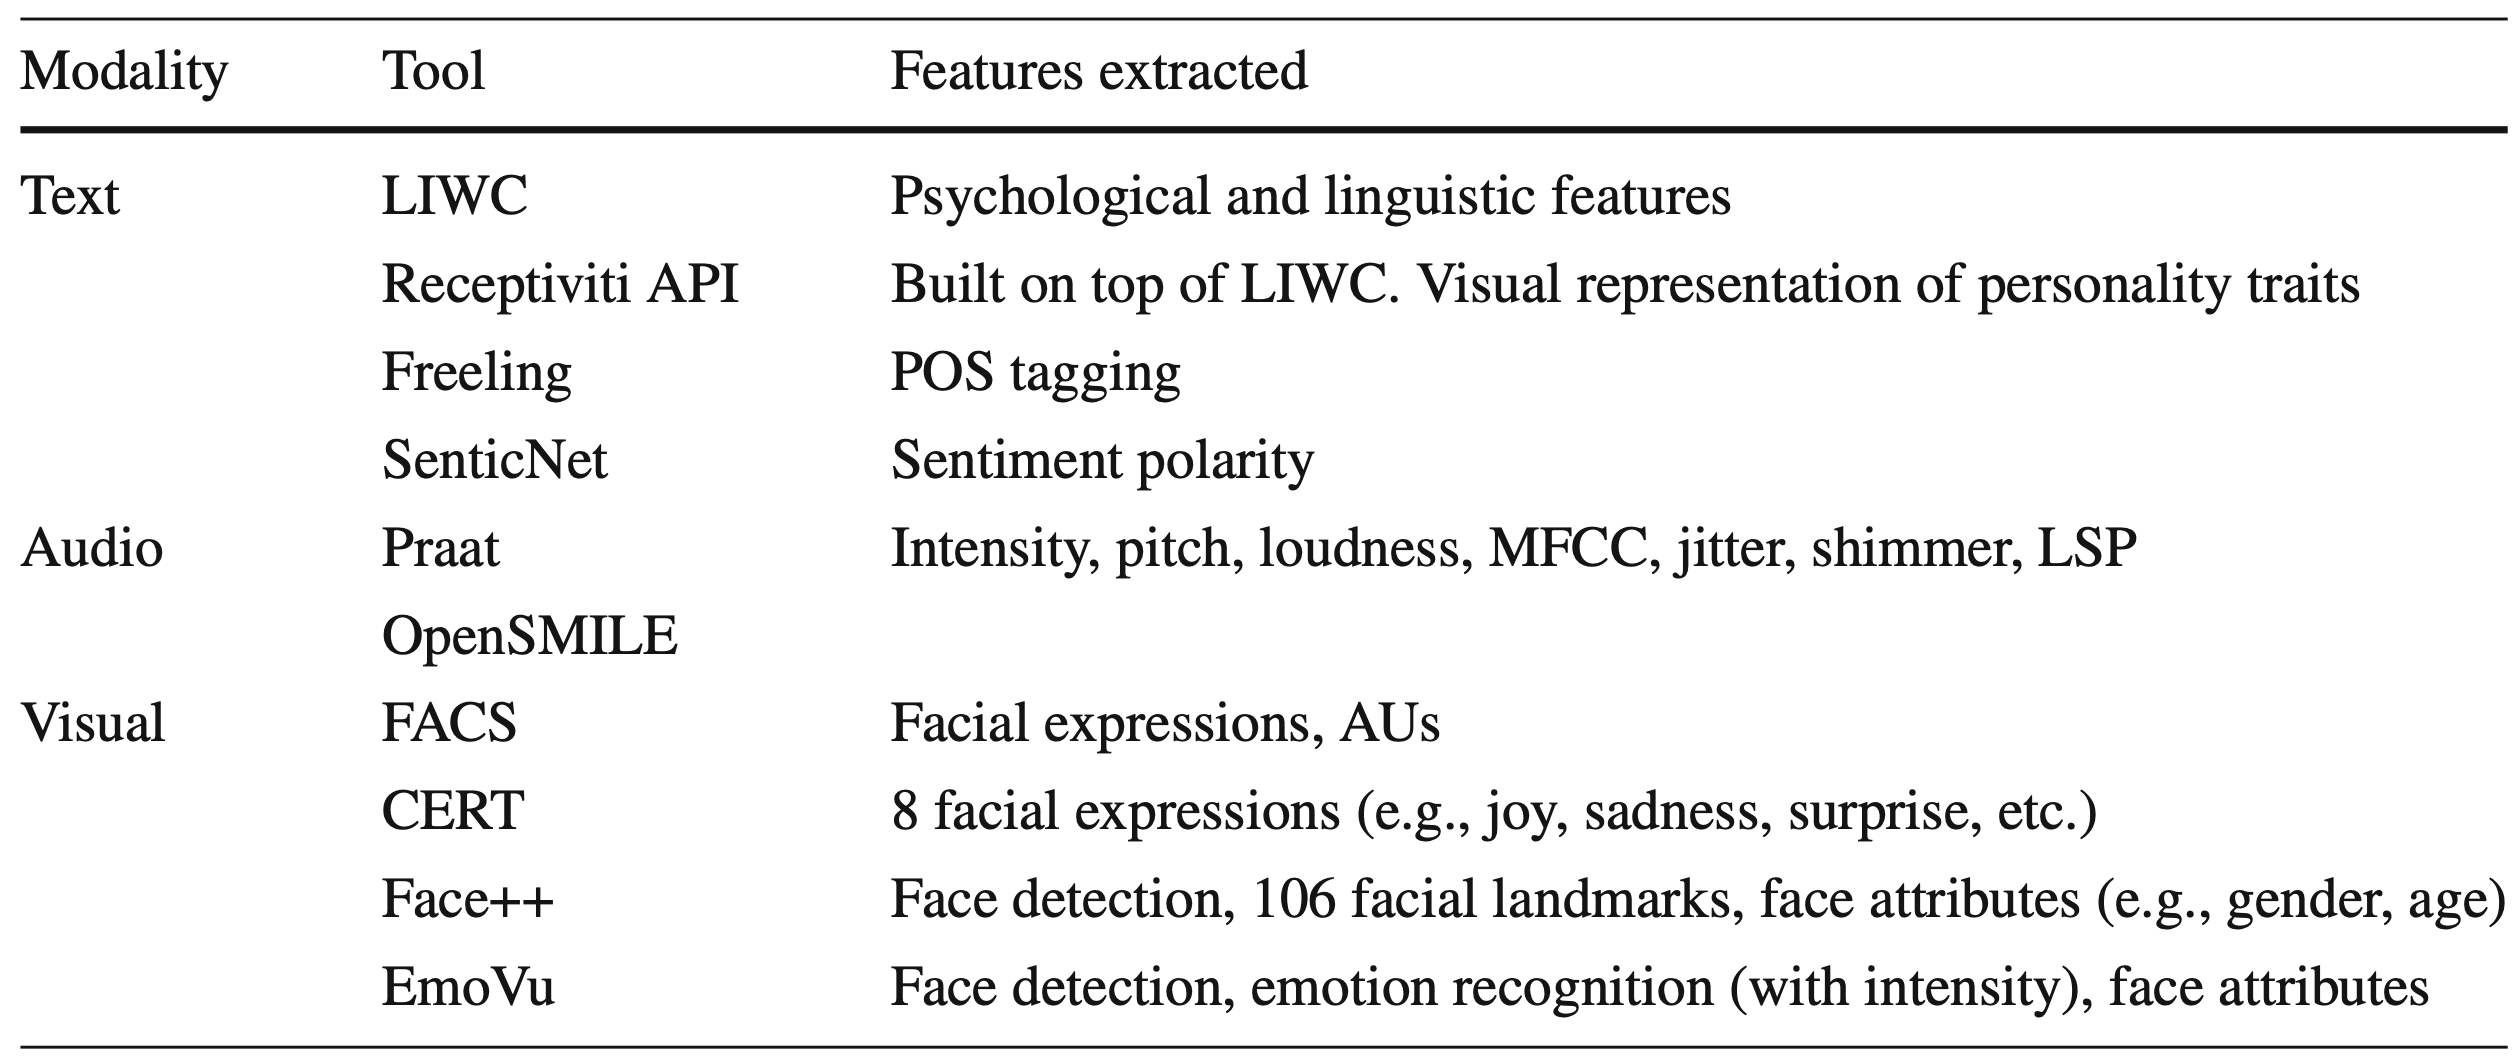 Modality Tool Features extracted
Text LIWC Psychological and linguistic features
Receptiviti API Built on top of LIWC. Visual representation of personality traits
Freeling POS tagging
SenticNet Sentiment polarity
Audio Praat Intensity, pitch, loudness, MFCC, jitter, shimmer, LSP
OpenSMILE
Visual FACS Facial expressions, AUs
CERT 8 facial expressions (e.g., joy, sadness, surprise, etc.)
Face++ Face detection, 106 facial landmarks, face attributes (e.g., gender, age)
EmoVu Face detection, emotion recognition (with intensity), face attributes